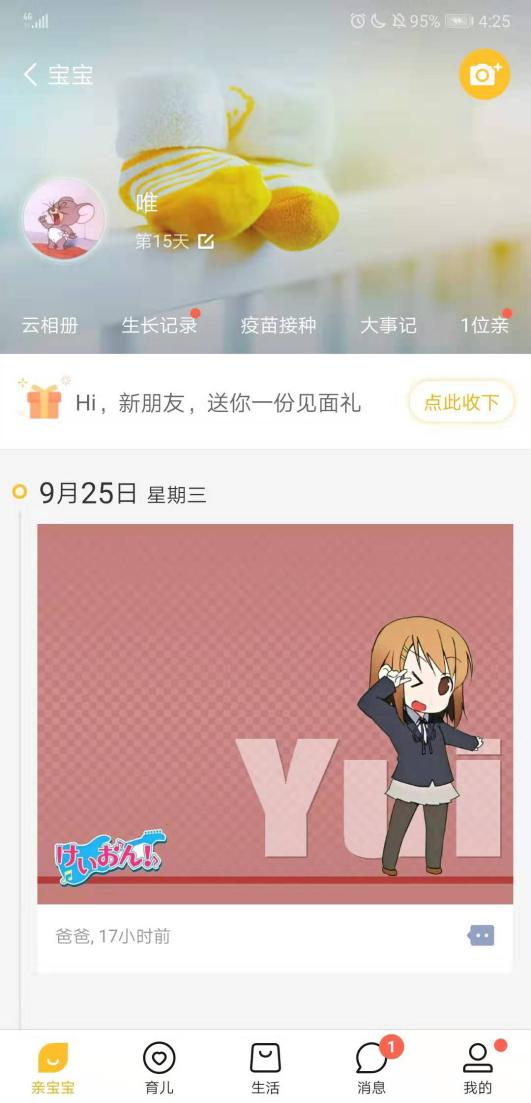 4G 95% 4:25
宝宝
唯
第15天
云相册 生长记录 疫苗接种 大事记 1位亲
Hi，新朋友，送你一份见面礼 点此收下
9月25日 星期三
Yui
けいおん!
爸爸, 17小时前
1
亲宝宝 育儿 生活 消息 我的